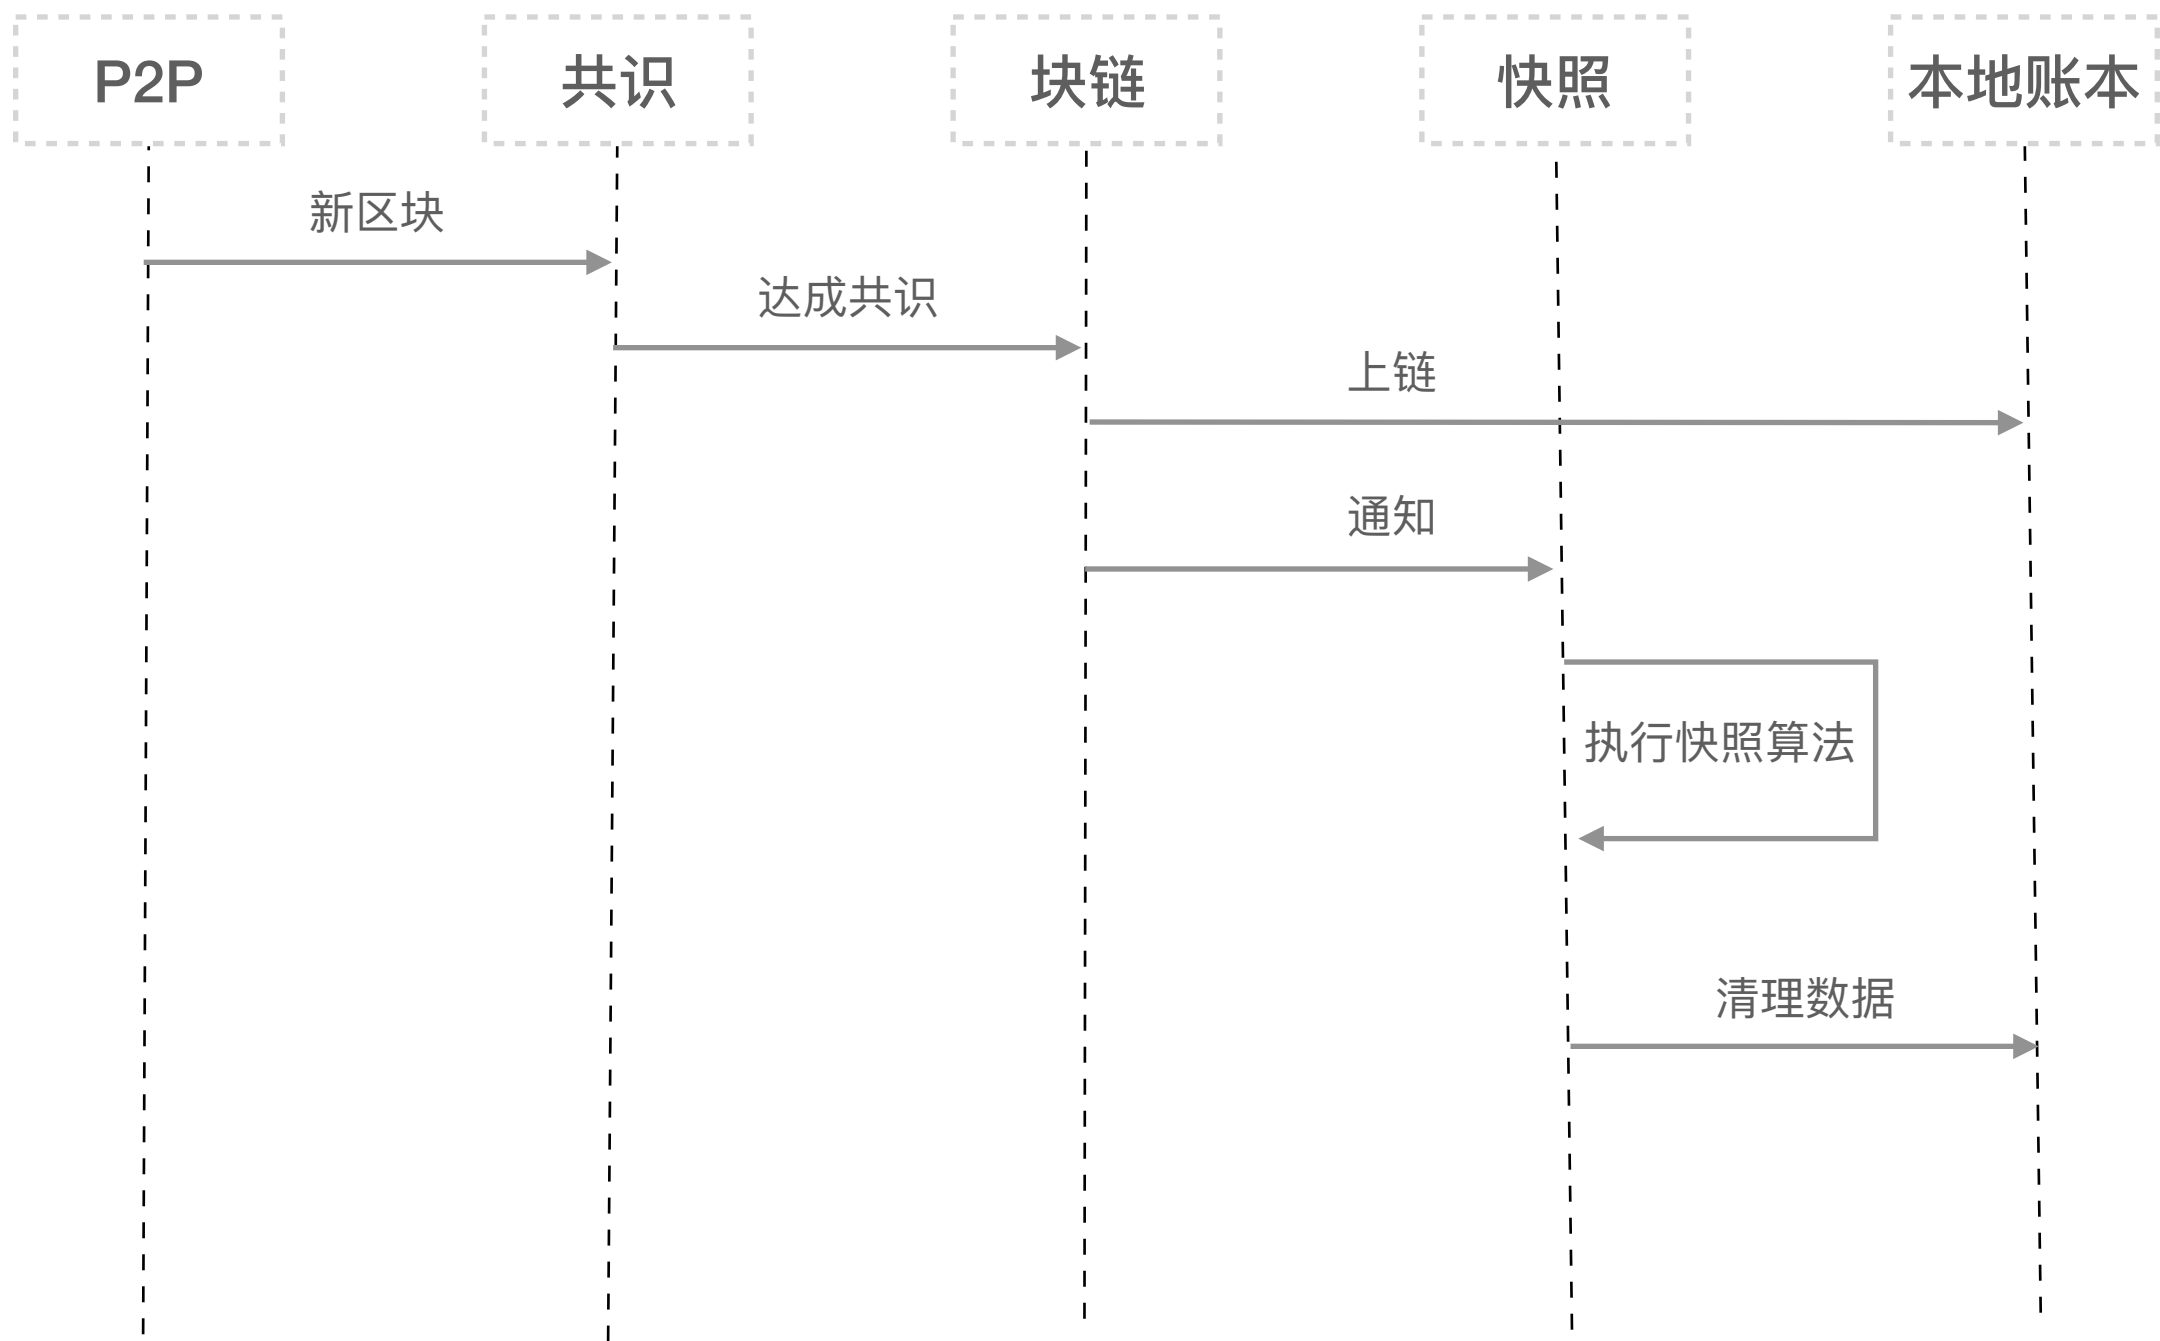 P2P
共识
块链
快照
本地账本
新区块
达成共识
上链
通知
执行快照算法
清理数据